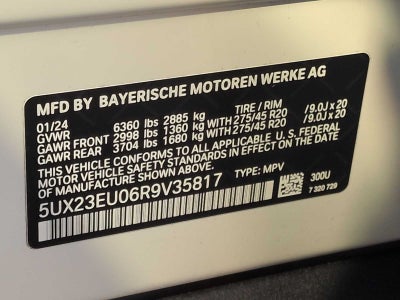 MFD BY BAYERISCHE MOTOREN WERKE AG
01/24 TIRE / RIM
GVWR 6360 lbs 2885 kg
GAWR FRONT 2998 lbs 1360 kg WITH 275/45 R20 /9.0J x 20
GAWR REAR 3704 lbs 1680 kg WITH 275/45 R20 /9.0J x 20
THIS VEHICLE CONFORMS TO ALL APPLICABLE U. S. FEDERAL
MOTOR VEHICLE SAFETY STANDARDS IN EFFECT ON THE
DATE OF MANUFACTURE SHOWN ABOVE.
5UX23EU06R9V35817 TYPE: MPV
300U
7 320 729